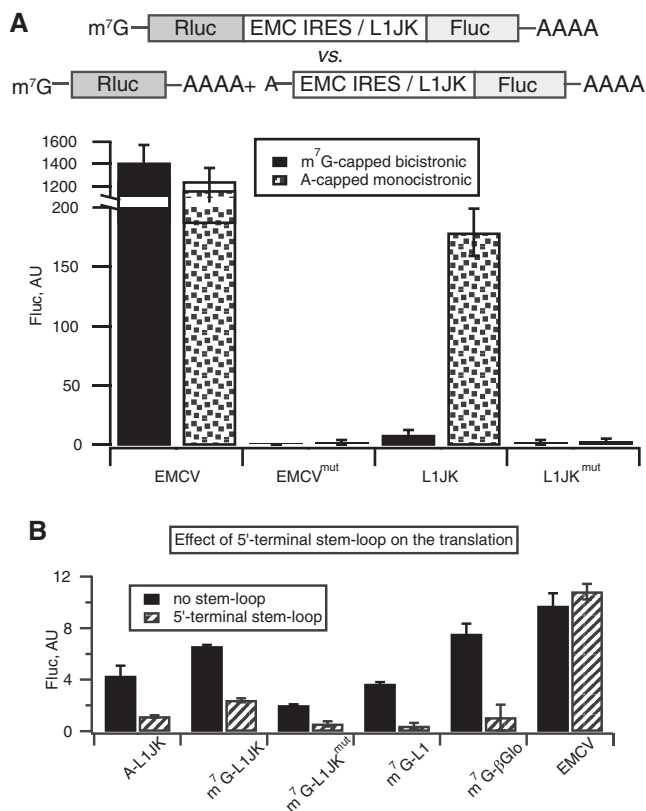 A
m⁷G Rluc EMC IRES / L1JK Fluc AAAA
vs.
m⁷G Rluc AAAA+ A EMC IRES / L1JK Fluc AAAA
m⁷G-capped bicistronic
A-capped monocistronic
Fluc, AU
1600
1400
1200
200
150
100
50
0
EMCV EMCVᵐᵘᵗ L1JK L1JKᵐᵘᵗ
B
Effect of 5'-terminal stem-loop on the translation
no stem-loop
5'-terminal stem-loop
Fluc, AU
12
8
4
0
A-L1JK m⁷G-L1JK m⁷G-L1JKᵐᵘᵗ m⁷G-L1 m⁷G-βGlo EMCV